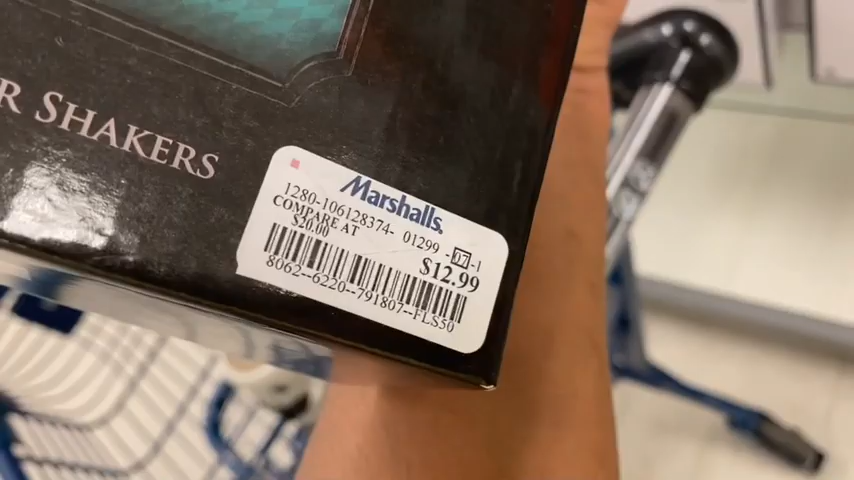 R SHAKERS
Marshalls.
1280-106128374- 01299 -07-1
COMPARE AT
$20.00
$12.99
8062--6220--791807--FLS50